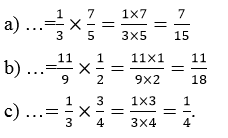 a) …=1/3 × 7/5 = 1×7/3×5 = 7/15
b) …=11/9 × 1/2 = 11×1/9×2 = 11/18
c) …= 1/3 × 3/4 = 1×3/3×4 = 1/4.